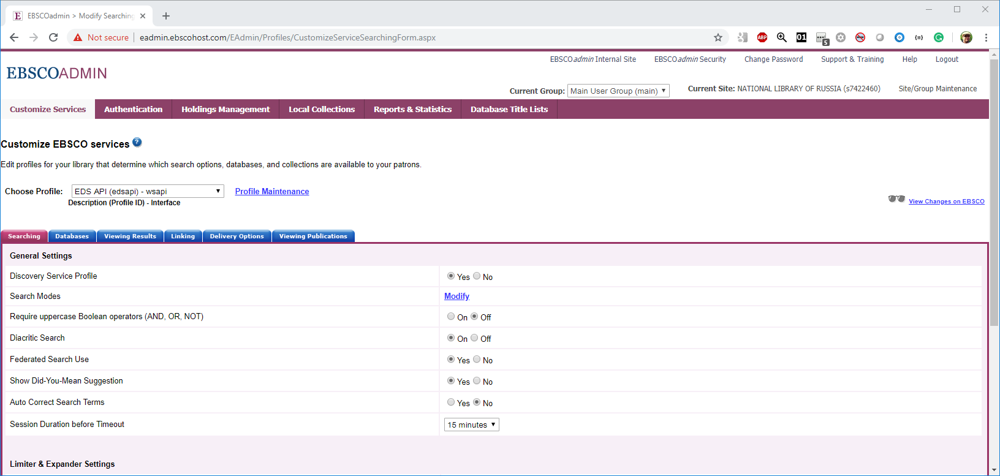 EBSCOadmin > Modify Searching
Not secure eadmin.ebscohost.com/EAdmin/Profiles/CustomizeServiceSearchingForm.aspx
ABP 01 5
EBSCOadmin Internal Site EBSCOadmin Security Change Password Support & Training Help Logout
EBSCOADMIN
Current Group: Main User Group (main) Current Site: NATIONAL LIBRARY OF RUSSIA (s7422460) Site/Group Maintenance
Customize Services Authentication Holdings Management Local Collections Reports & Statistics Database Title Lists
Customize EBSCO services ?
Edit profiles for your library that determine which search options, databases, and collections are available to your patrons.
Choose Profile: EDS API (edsapi) - wsapi Profile Maintenance
Description (Profile ID) - Interface
View Changes on EBSCO
Searching Databases Viewing Results Linking Delivery Options Viewing Publications
General Settings
Discovery Service Profile Yes No
Search Modes Modify
Require uppercase Boolean operators (AND, OR, NOT) On Off
Diacritic Search On Off
Federated Search Use Yes No
Show Did-You-Mean Suggestion Yes No
Auto Correct Search Terms Yes No
Session Duration before Timeout 15 minutes
Limiter & Expander Settings